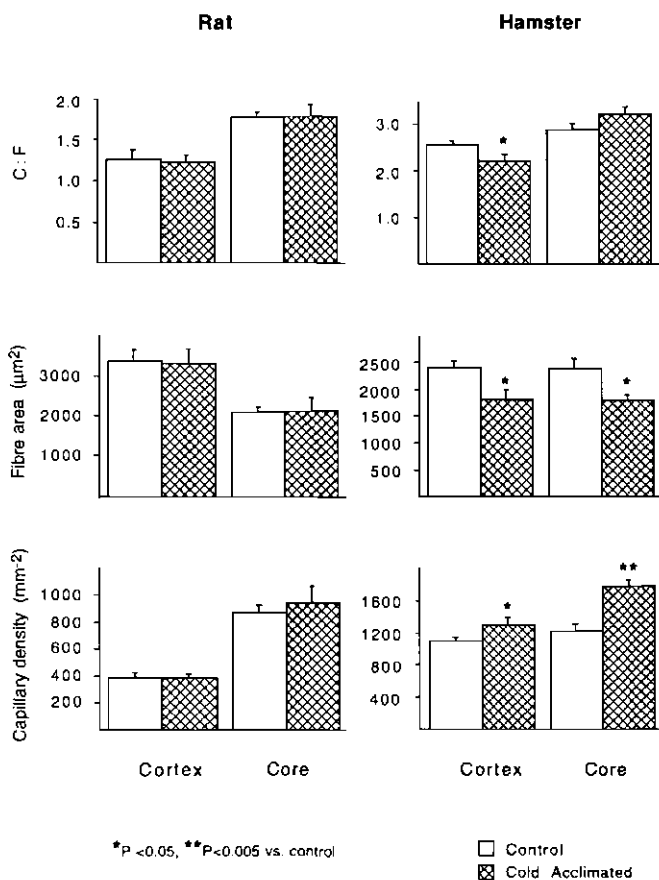 Rat
Hamster
C : F
2.0
1.5
1.0
0.5
3.0
2.0
1.0
*
Fibre area (µm²)
3000
2000
1000
2500
2000
1500
1000
500
*
*
Capillary density (mm⁻²)
1000
800
600
400
200
1600
1200
800
400
*
**
Cortex
Core
Cortex
Core
*P <0.05, **P<0.005 vs. control
Control
Cold Acclimated